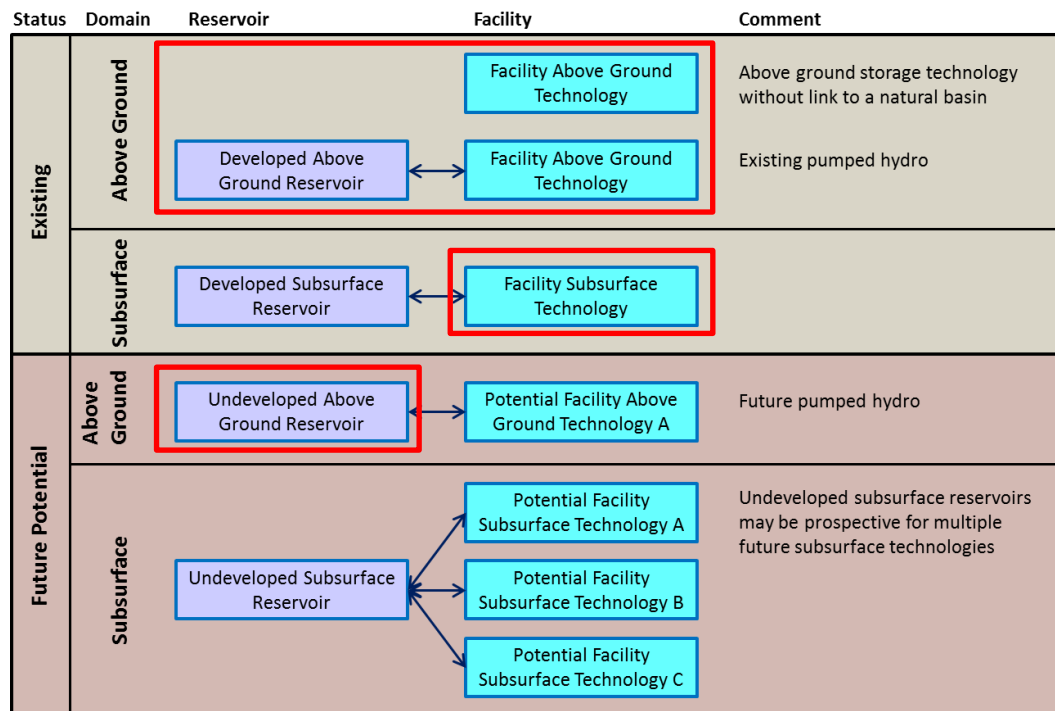 Status Domain Reservoir Facility Comment
Existing
Above Ground
Facility Above Ground
Technology
Above ground storage technology
without link to a natural basin
Developed Above
Ground Reservoir
Facility Above Ground
Technology
Existing pumped hydro
Subsurface
Developed Subsurface
Reservoir
Facility Subsurface
Technology
Future Potential
Above
Ground
Undeveloped Above
Ground Reservoir
Potential Facility Above
Ground Technology A
Future pumped hydro
Subsurface
Undeveloped Subsurface
Reservoir
Potential Facility
Subsurface Technology A
Undeveloped subsurface reservoirs
may be prospective for multiple
future subsurface technologies
Potential Facility
Subsurface Technology B
Potential Facility
Subsurface Technology C